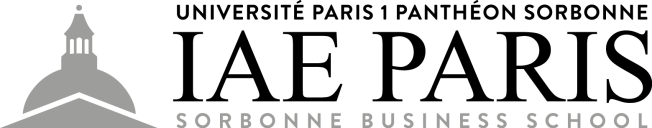 UNIVERSITÉ PARIS 1 PANTHÉON SORBONNE
IAE PARIS
SORBONNE BUSINESS SCHOOL